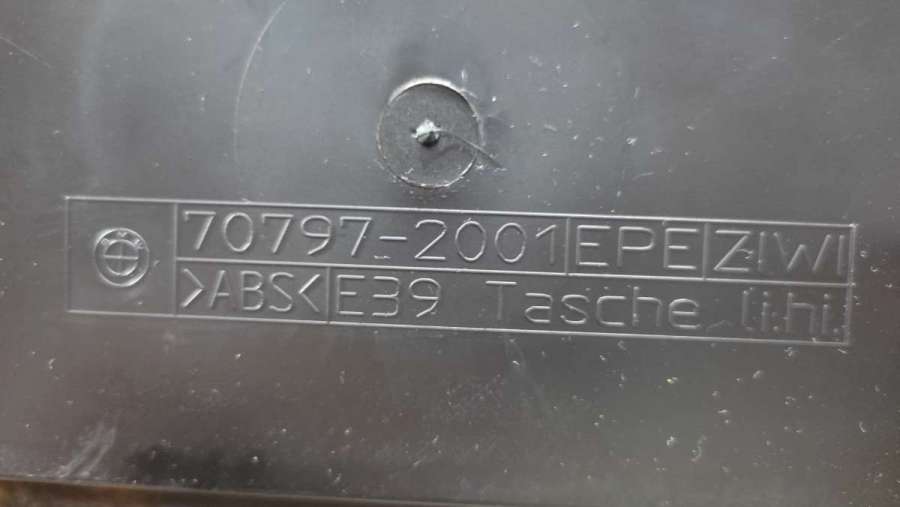 70797-2001 EPE ZIWI
>ABS< E39 Tasche li.hi.